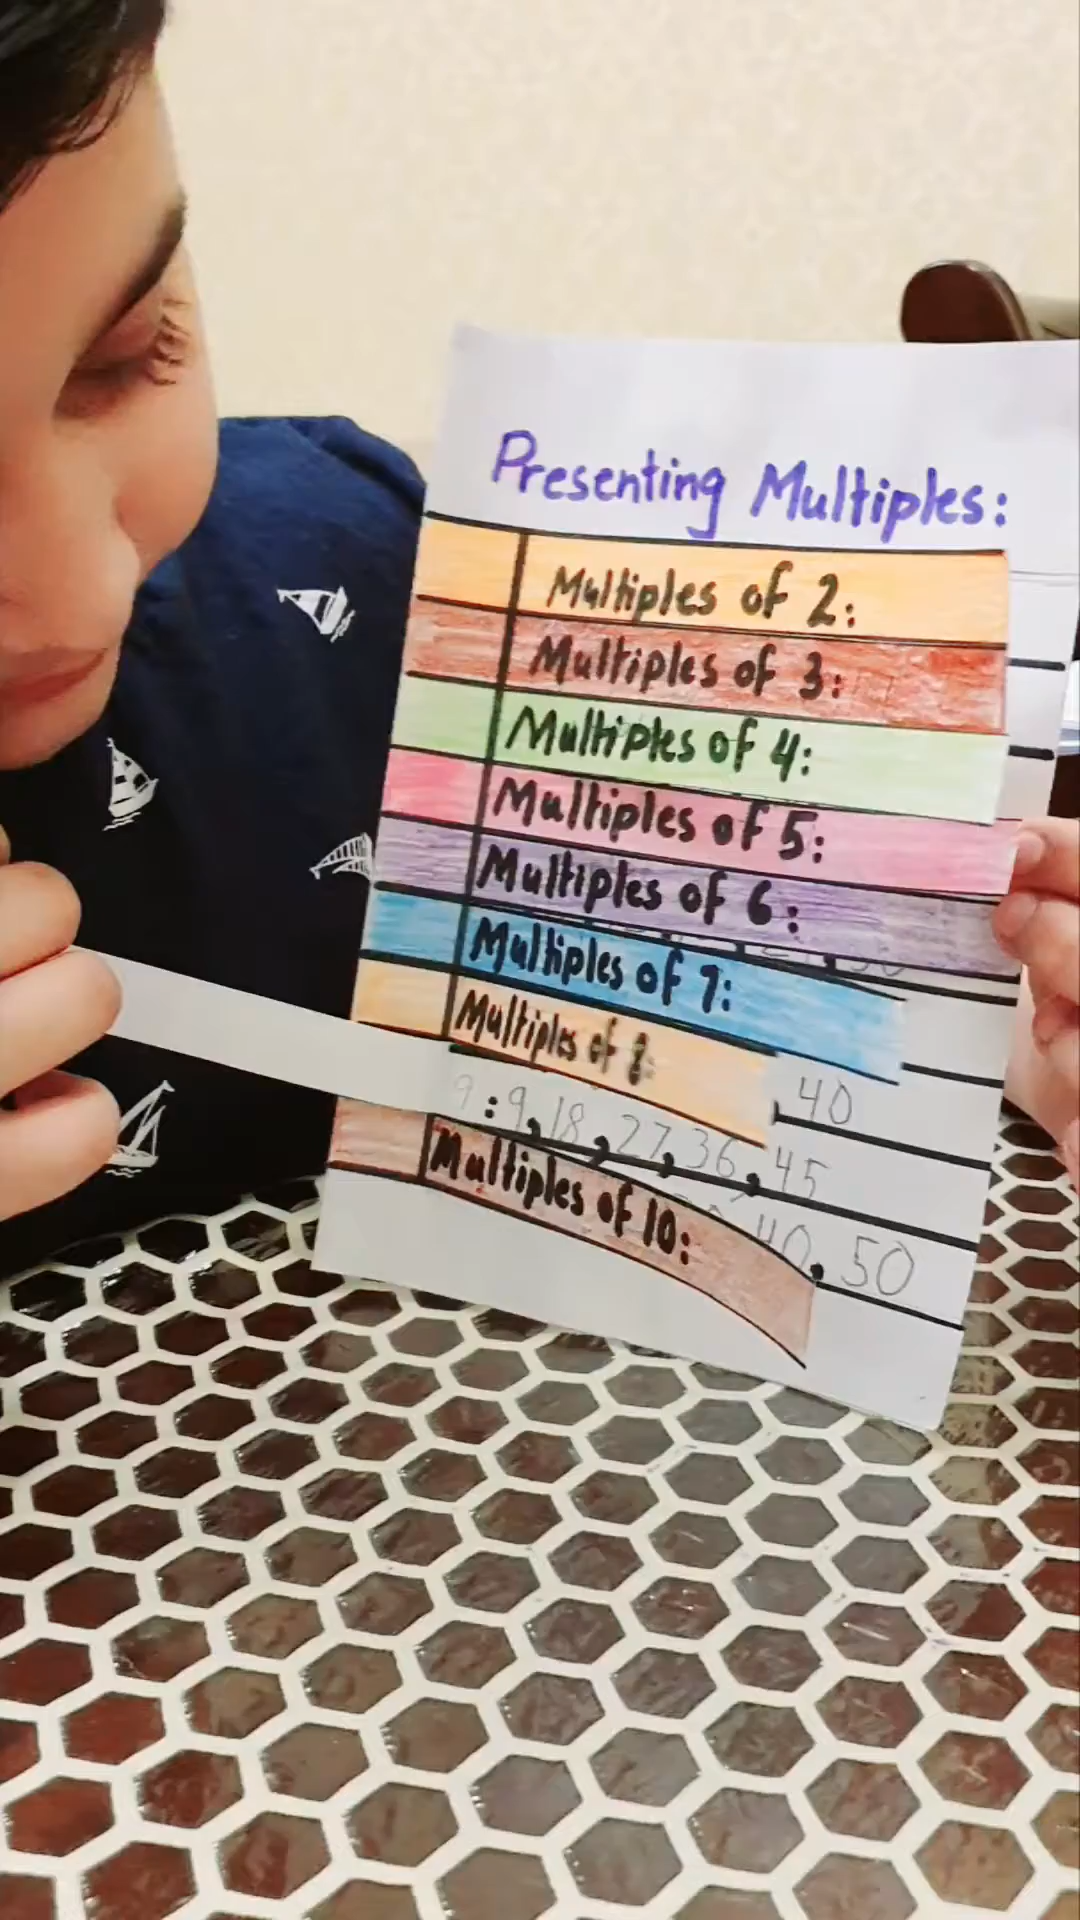 Presenting Multiples:
Multiples of 2:
Multiples of 3:
Multiples of 4:
Multiples of 5:
Multiples of 6:
Multiples of 7:
Multiples of 8:
40
9:9,18,27,36,45
Multiples of 10:
40,50